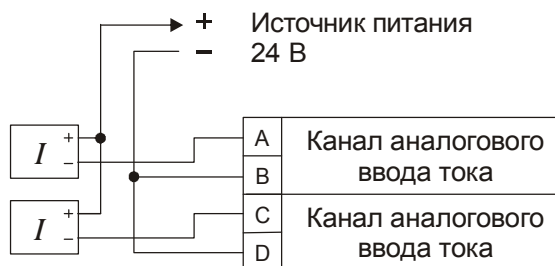 + Источник питания
− 24 В
I + −
A Канал аналогового
B ввода тока
I + −
C Канал аналогового
D ввода тока